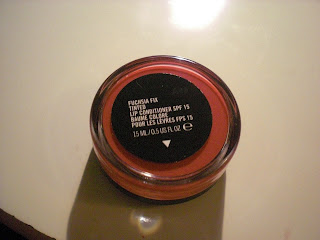 FUCHSIA FIX
TINTED
LIP CONDITIONER SPF 15
BAUME COLORE
POUR LES LÈVRES FPS 15
15 ML/0.5 US FL OZ ℮